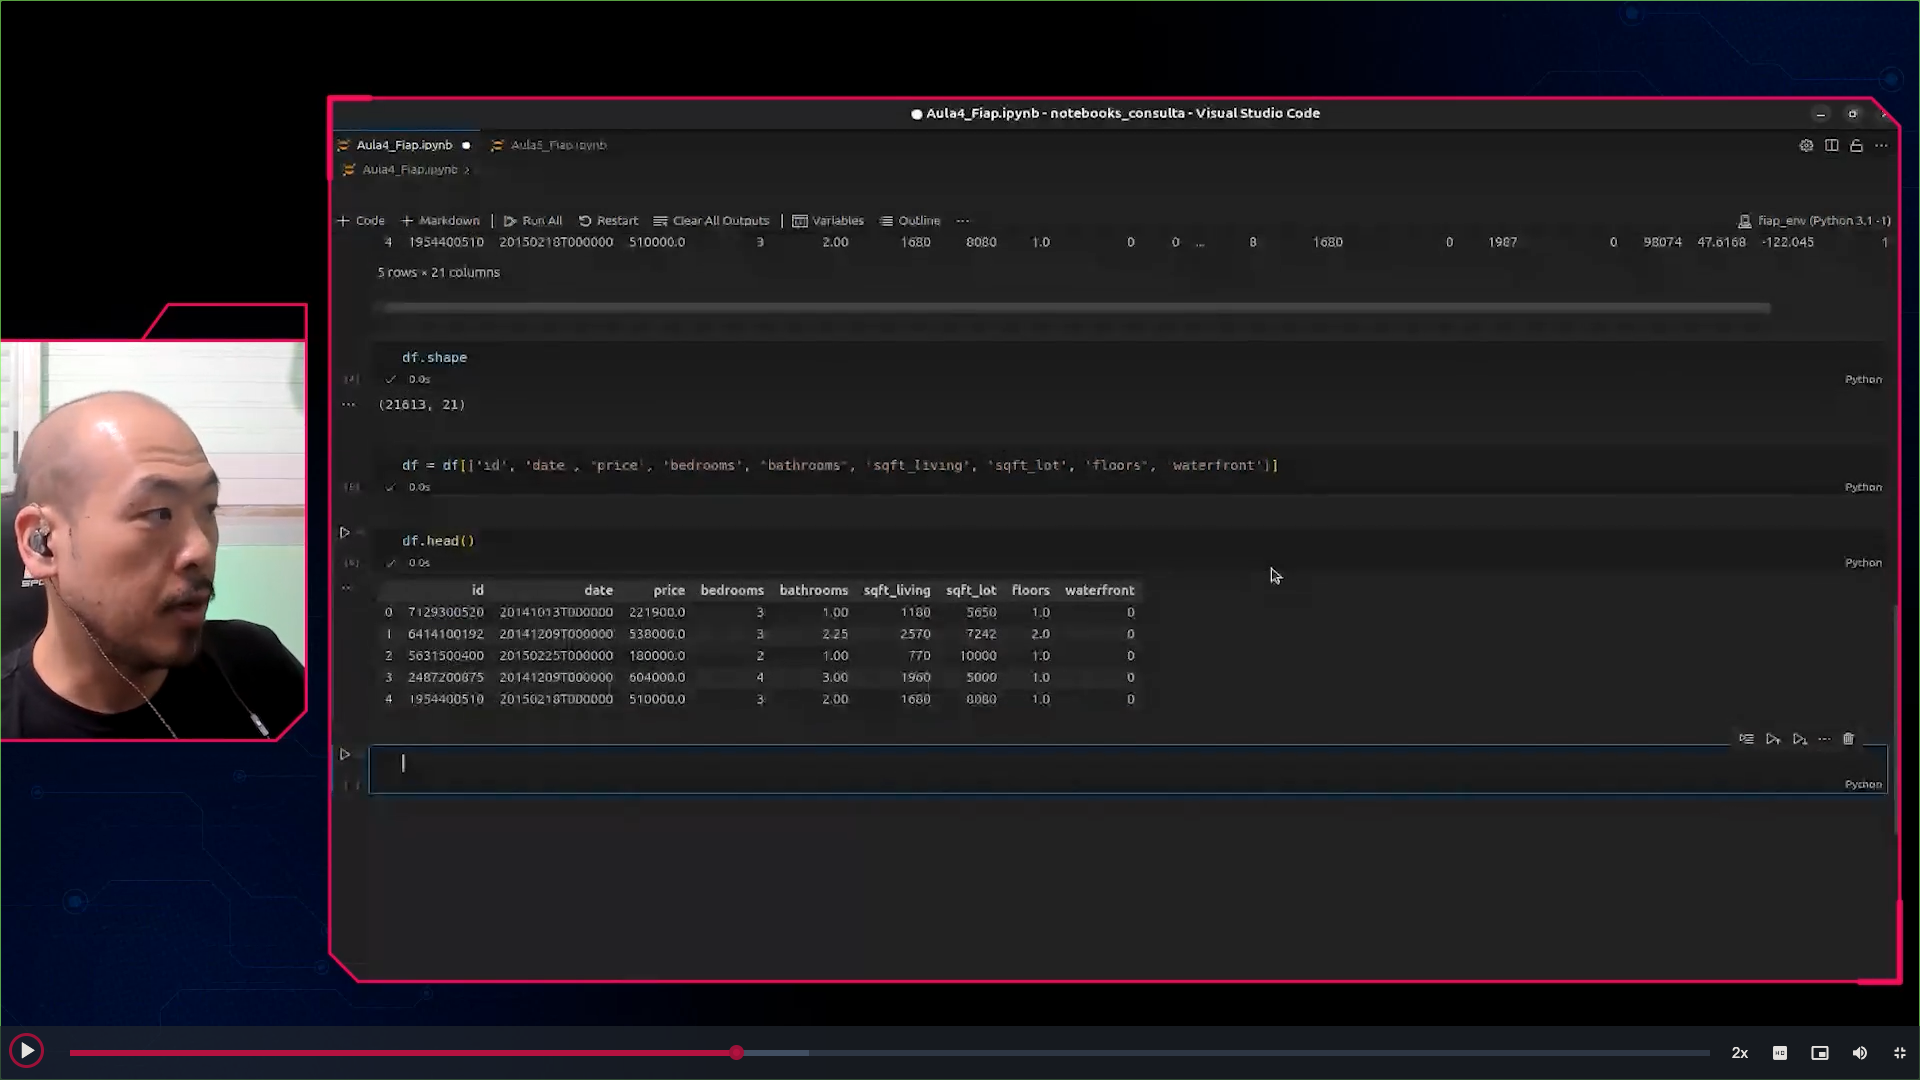 Aula4_Fiap.ipynb - notebooks_consulta - Visual Studio Code
Aula4_Fiap.ipynb Aula5_Fiap.ipynb
Aula4_Fiap.ipynb >
+ Code + Markdown | Run All Restart Clear All Outputs | Variables Outline ... fiap_env (Python 3.1 -1)
4 1954400510 20150218T000000 510000.0 3 2.00 1680 8080 1.0 0 0 ... 8 1680 0 1987 0 98074 47.6168 -122.045 1
5 rows × 21 columns
df.shape
0.0s Python
(21613, 21)
df = df[['id', 'date , 'price', 'bedrooms', 'bathrooms', 'sqft_living', 'sqft_lot', 'floors', waterfront']]
0.0s Python
df.head()
0.0s Python
id date price bedrooms bathrooms sqft_living sqft_lot floors waterfront
0 7129300520 20141013T000000 221900.0 3 1.00 1180 5650 1.0 0
1 6414100192 20141209T000000 538000.0 3 2.25 2570 7242 2.0 0
2 5631500400 20150225T000000 180000.0 2 1.00 770 10000 1.0 0
3 2487200875 20141209T000000 604000.0 4 3.00 1960 5000 1.0 0
4 1954400510 20150218T000000 510000.0 3 2.00 1680 8080 1.0 0
Python
2x HD